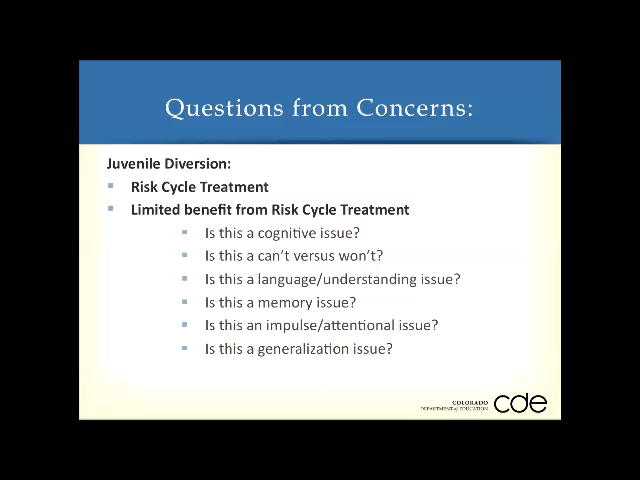 Questions from Concerns:
Juvenile Diversion:
▪ Risk Cycle Treatment
▪ Limited benefit from Risk Cycle Treatment
▪ Is this a cognitive issue?
▪ Is this a can't versus won't?
▪ Is this a language/understanding issue?
▪ Is this a memory issue?
▪ Is this an impulse/attentional issue?
▪ Is this a generalization issue?
COLORADO
DEPARTMENT of EDUCATION
cde